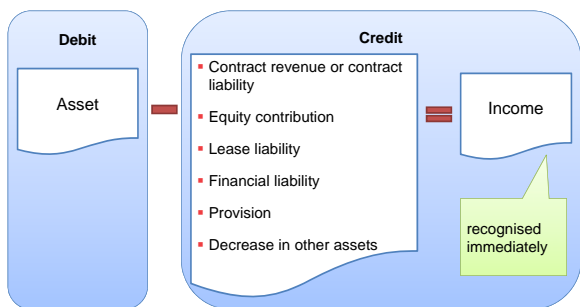 Debit
Asset
Credit
Contract revenue or contract
liability
Equity contribution
Lease liability
Financial liability
Provision
Decrease in other assets
Income
recognised
immediately